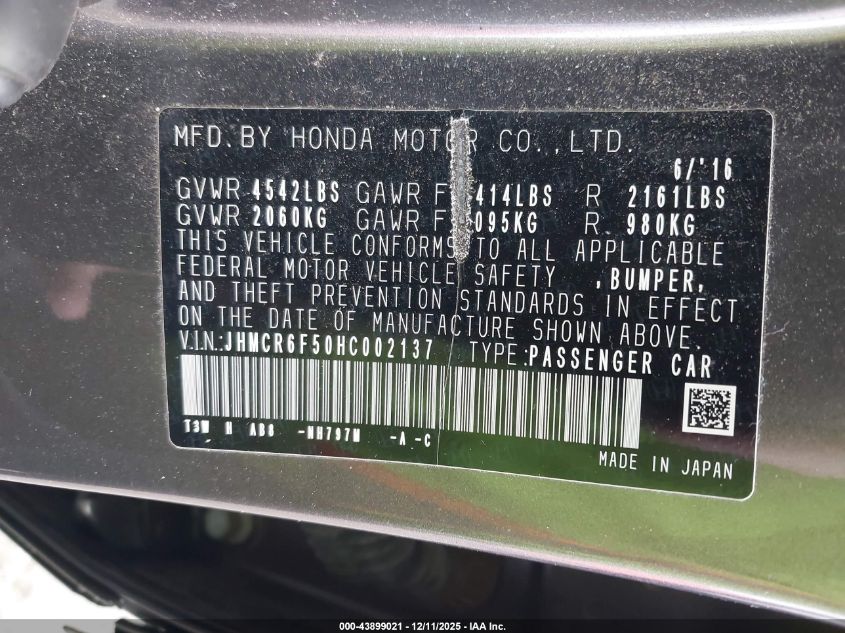 MFD. BY HONDA MOTOR CO., LTD.
6/'16
GVWR 4542LBS GAWR F 414LBS R 2161LBS
GVWR 2060KG GAWR F 095KG R 980KG
THIS VEHICLE CONFORMS TO ALL APPLICABLE
FEDERAL MOTOR VEHICLE SAFETY , BUMPER,
AND THEFT PREVENTION STANDARDS IN EFFECT
ON THE DATE OF MANUFACTURE SHOWN ABOVE.
V.I.N: JHMCR6F50HC002137 TYPE: PASSENGER CAR
-NH797M -A -C
MADE IN JAPAN
000-43899021 - 12/11/2025 - IAA Inc.